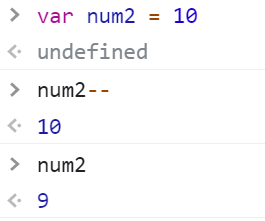 > var num2 = 10
<· undefined
> num2--
<· 10
> num2
<· 9